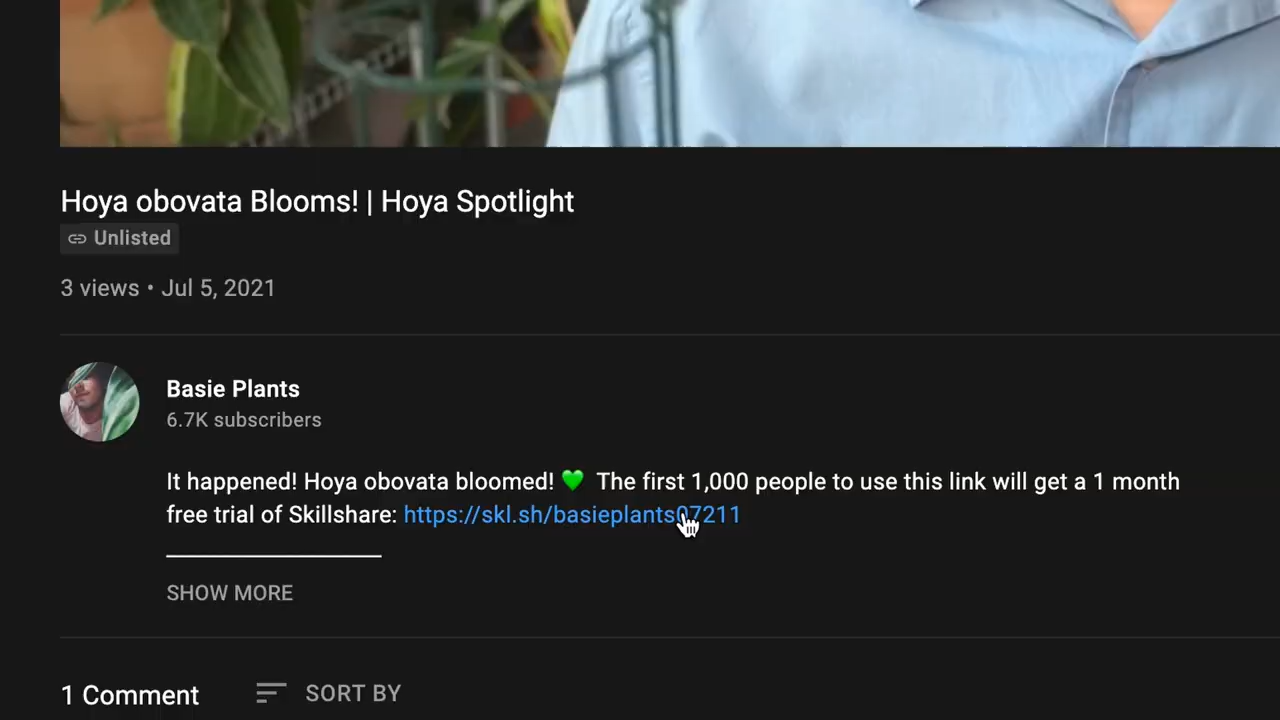 Hoya obovata Blooms! | Hoya Spotlight
Unlisted
3 views • Jul 5, 2021
Basie Plants
6.7K subscribers
It happened! Hoya obovata bloomed! 💚 The first 1,000 people to use this link will get a 1 month
free trial of Skillshare: https://skl.sh/basieplants07211
SHOW MORE
1 Comment
SORT BY